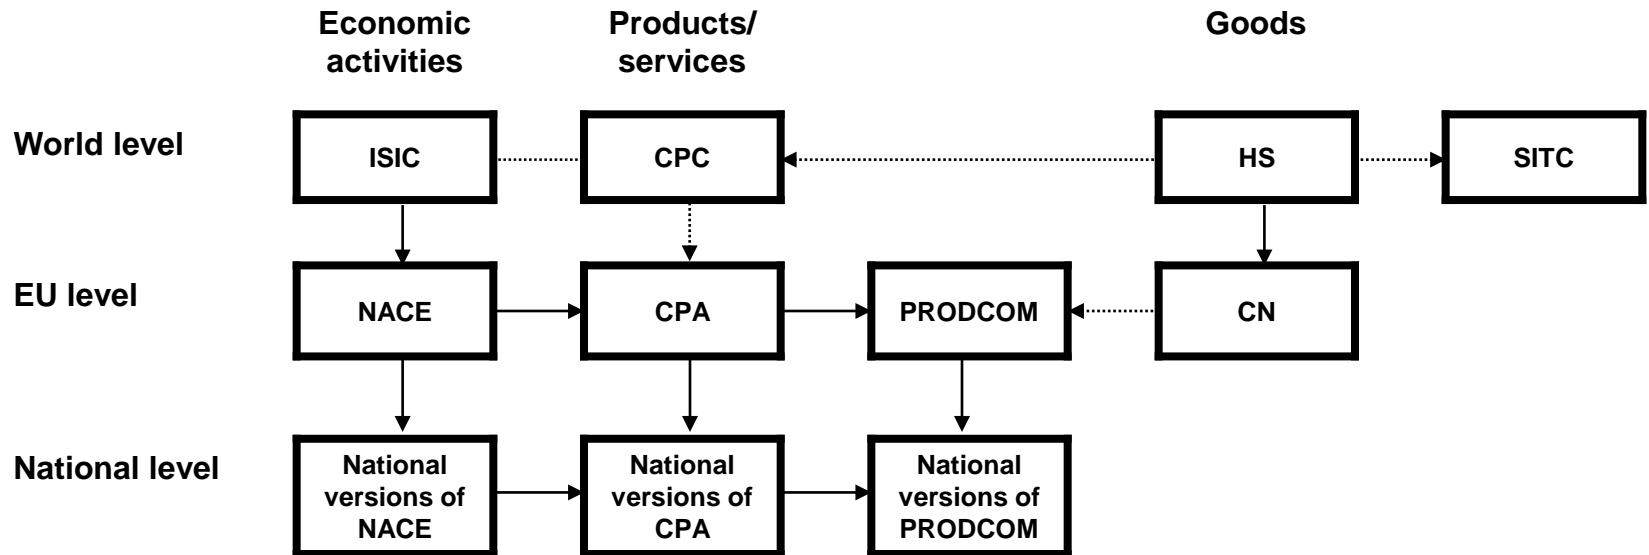 Economic
activities
Products/
services
Goods
World level
ISIC
CPC
HS
SITC
EU level
NACE
CPA
PRODCOM
CN
National level
National
versions of
NACE
National
versions of
CPA
National
versions of
PRODCOM